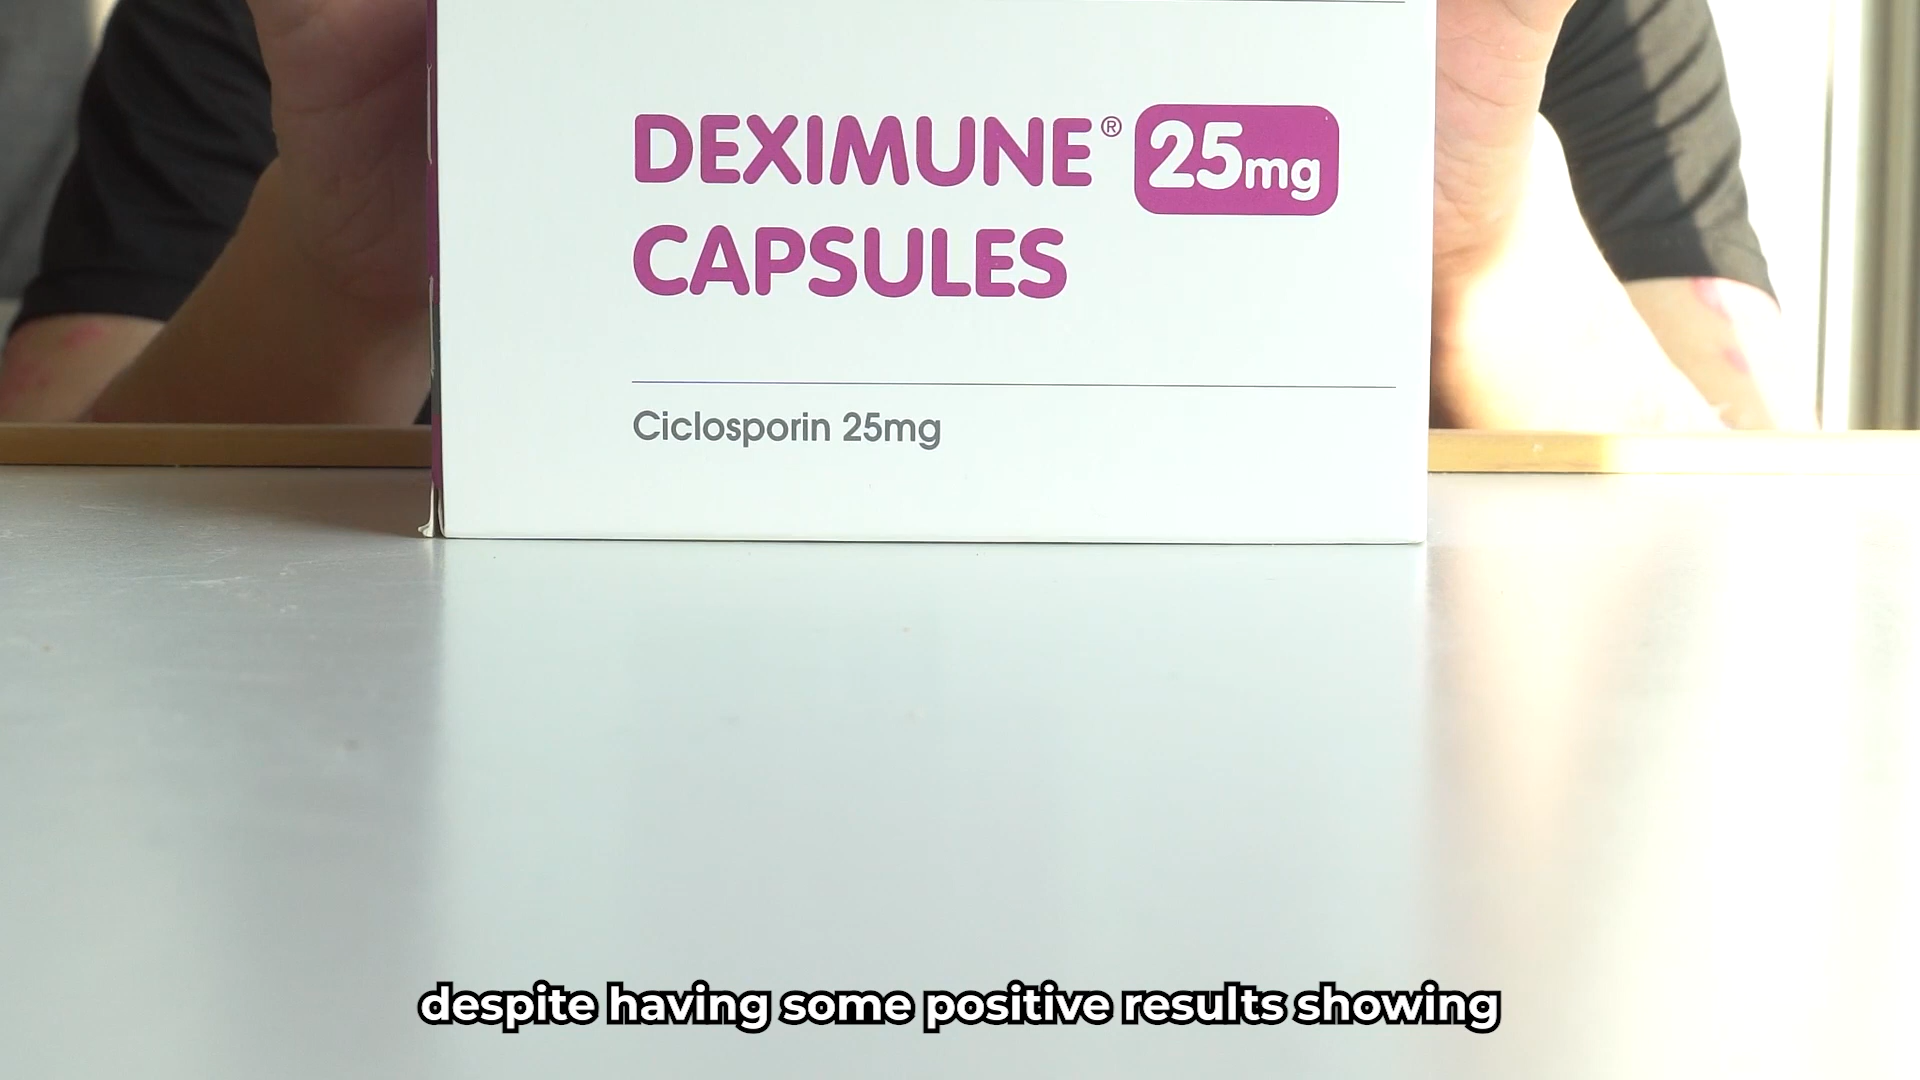 DEXIMUNE® 25mg
CAPSULES
Ciclosporin 25mg
despite having some positive results showing